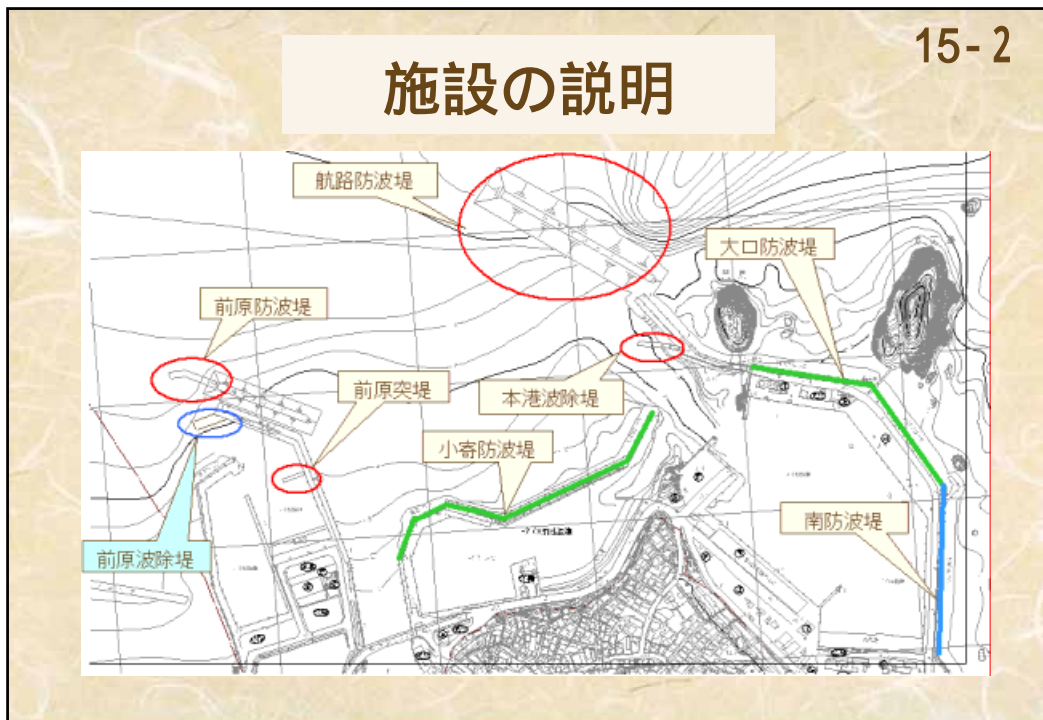 15-2
施設の説明
航路防波堤
大口防波堤
前原防波堤
前原突堤
本港波除堤
小寄防波堤
南防波堤
前原波除堤